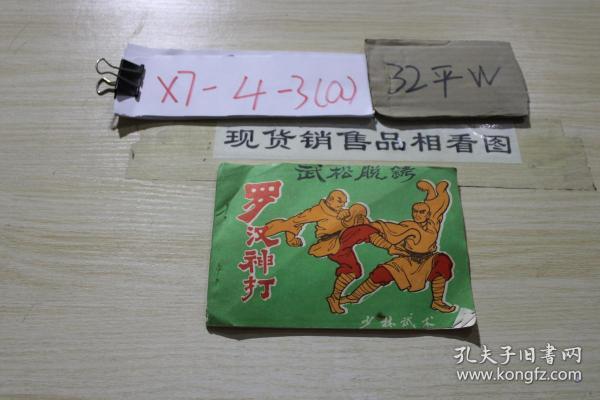 X7-4-3(a)
32平W
现货销售品相看图
武松脱铐
罗汉神打
少林武术
孔夫子旧书网
www.kongfz.com